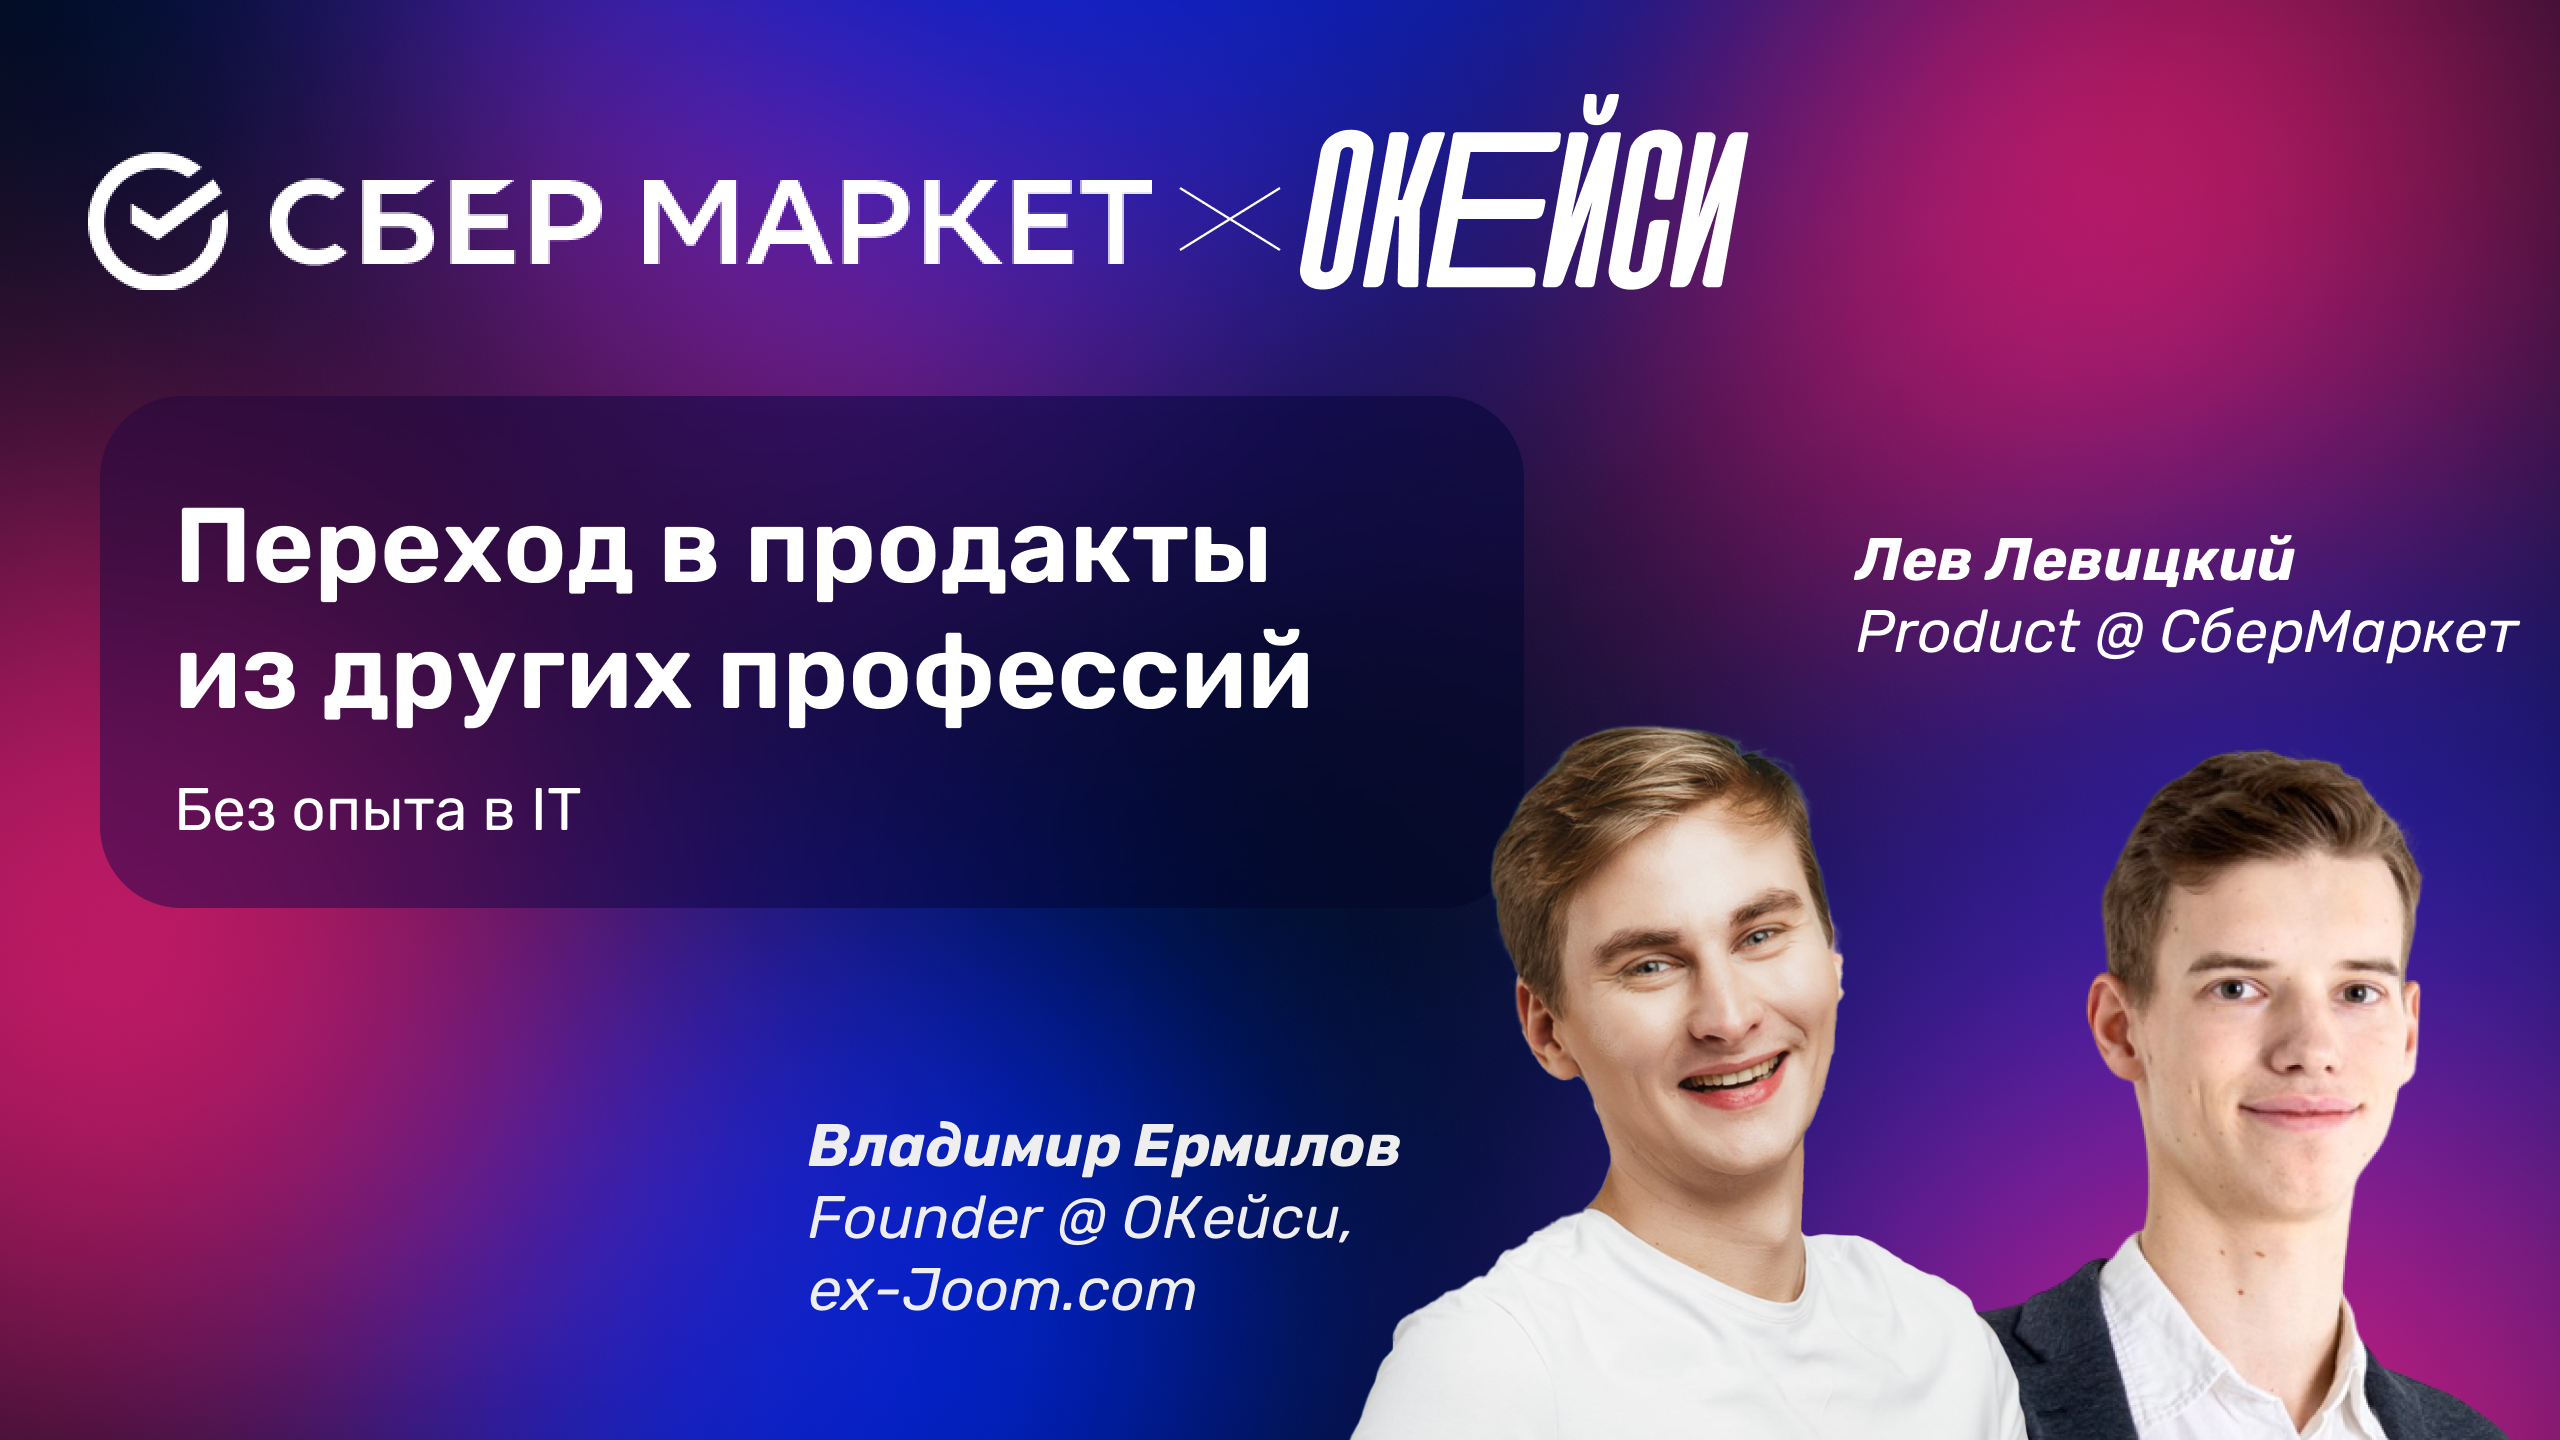 СБЕР МАРКЕТ × ОКЕЙСИ
Переход в продакты
из других профессий
Без опыта в IT
Лев Левицкий
Product @ СберМаркет
Владимир Ермилов
Founder @ ОКейси,
ex-Joom.com